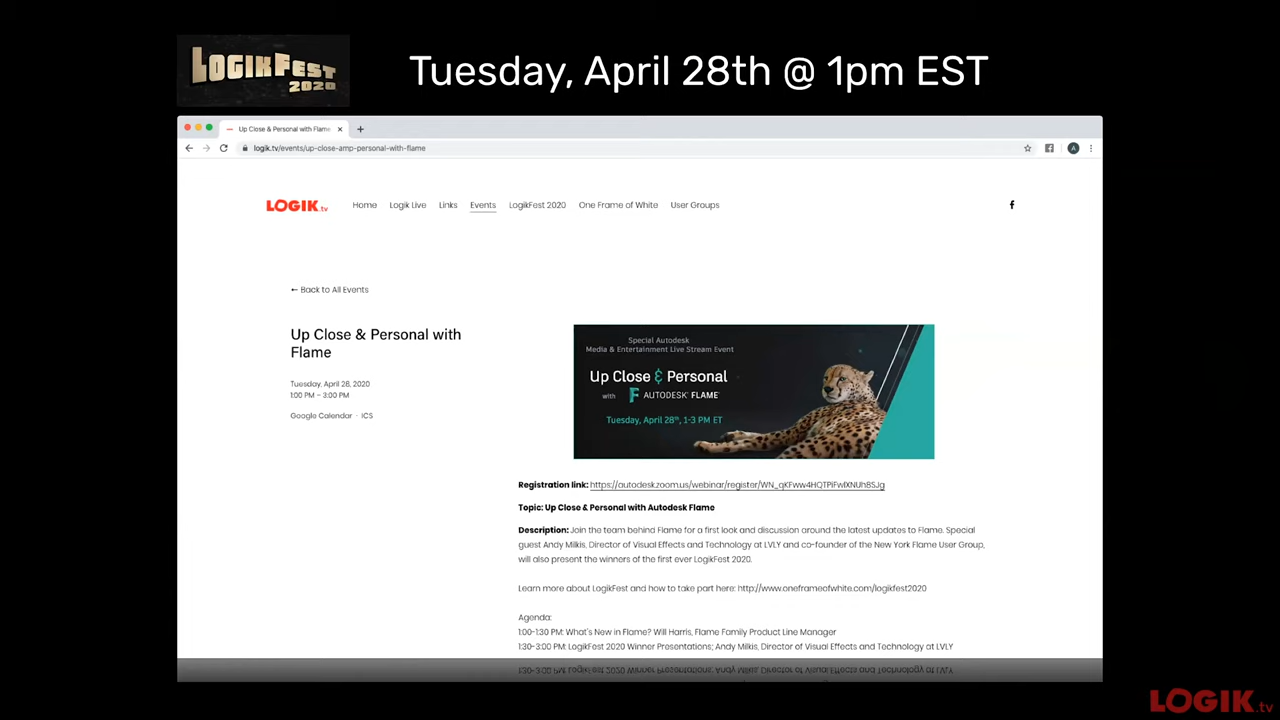 LOGIKFEST
2020
Tuesday, April 28th @ 1pm EST
Up Close & Personal with Flame
logik.tv/events/up-close-amp-personal-with-flame
A
LOGIK.tv
Home
Logik Live
Links
Events
LogikFest 2020
One Frame of White
User Groups
← Back to All Events
Up Close & Personal with
Flame
Tuesday, April 28, 2020
1:00 PM – 3:00 PM
Google Calendar · ICS
Special Autodesk
Media & Entertainment Live Stream Event
Up Close & Personal
with AUTODESK® FLAME®
Tuesday, April 28th, 1-3 PM ET
Registration link: https://autodesk.zoom.us/webinar/register/WN_qKFww4HQTPiFwIXNUh8SJg
Topic: Up Close & Personal with Autodesk Flame
Description: Join the team behind Flame for a first look and discussion around the latest updates to Flame. Special
guest Andy Milkis, Director of Visual Effects and Technology at LVLY and co-founder of the New York Flame User Group,
will also present the winners of the first ever LogikFest 2020.
Learn more about LogikFest and how to take part here: http://www.oneframeofwhite.com/logikfest2020
Agenda:
1:00-1:30 PM: What's New in Flame? Will Harris, Flame Family Product Line Manager
1:30-3:00 PM: LogikFest 2020 Winner Presentations; Andy Milkis, Director of Visual Effects and Technology at LVLY
LOGIK.tv